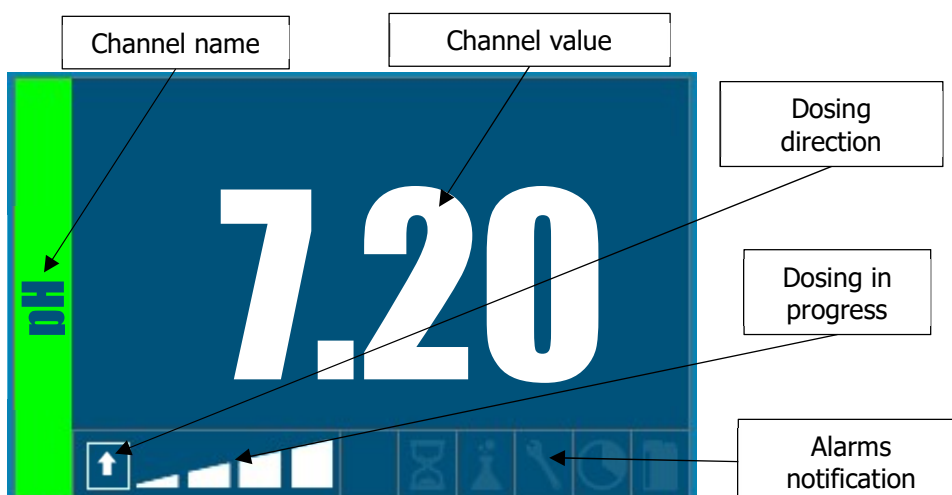 Channel name
Channel value
Dosing
direction
7.20
pH
Dosing in
progress
Alarms
notification